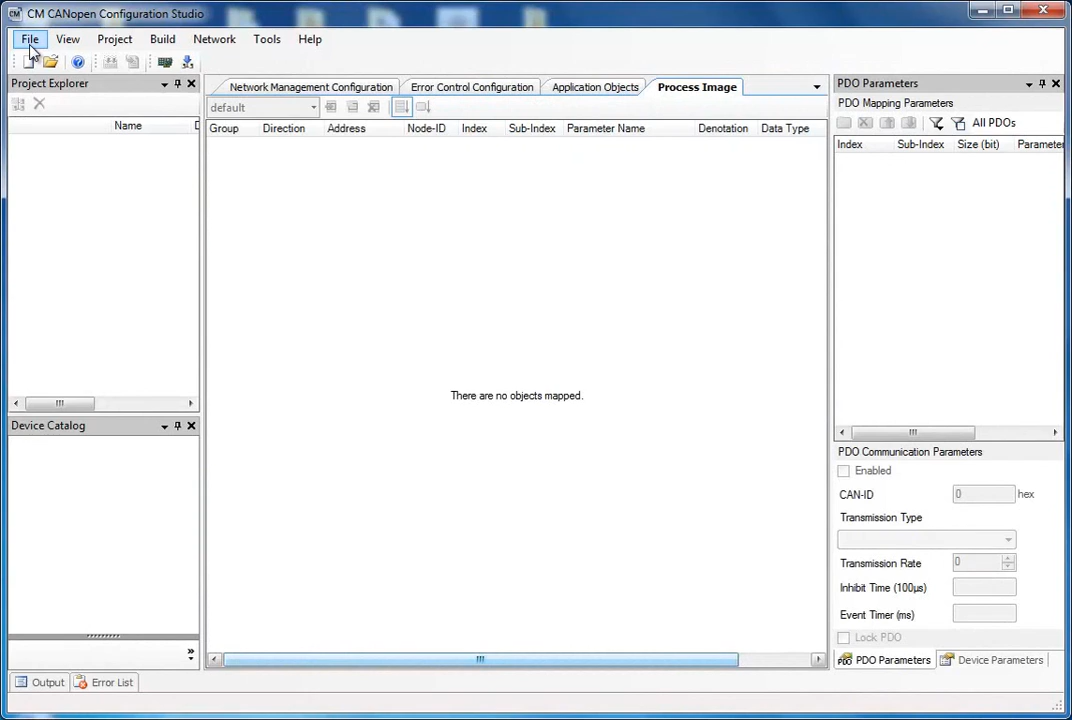 CM CANopen Configuration Studio
File View Project Build Network Tools Help
Project Explorer
Name
Device Catalog
Network Management Configuration Error Control Configuration Application Objects Process Image
default
Group Direction Address Node-ID Index Sub-Index Parameter Name Denotation Data Type
There are no objects mapped.
PDO Parameters
PDO Mapping Parameters
All PDOs
Index Sub-Index Size (bit) Parameter
PDO Communication Parameters
Enabled
CAN-ID 0 hex
Transmission Type
Transmission Rate 0
Inhibit Time (100µs)
Event Timer (ms)
Lock PDO
PDO Parameters Device Parameters
Output Error List